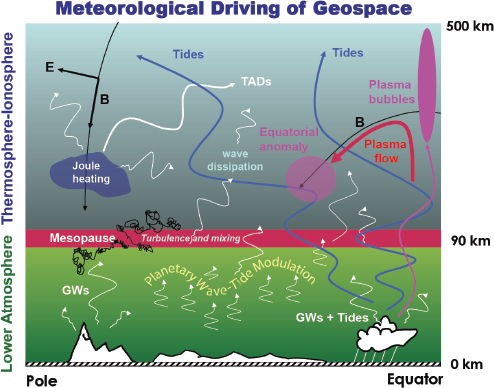 Meteorological Driving of Geospace
500 km
Thermosphere-Ionosphere
Lower Atmosphere
Tides
Tides
E
B
TADs
Plasma
bubbles
Equatorial
anomaly
B
Plasma
flow
Joule
heating
wave
dissipation
Mesopause
Turbulence and mixing
90 km
Planetary Wave-Tide Modulation
GWs
GWs + Tides
0 km
Pole
Equator